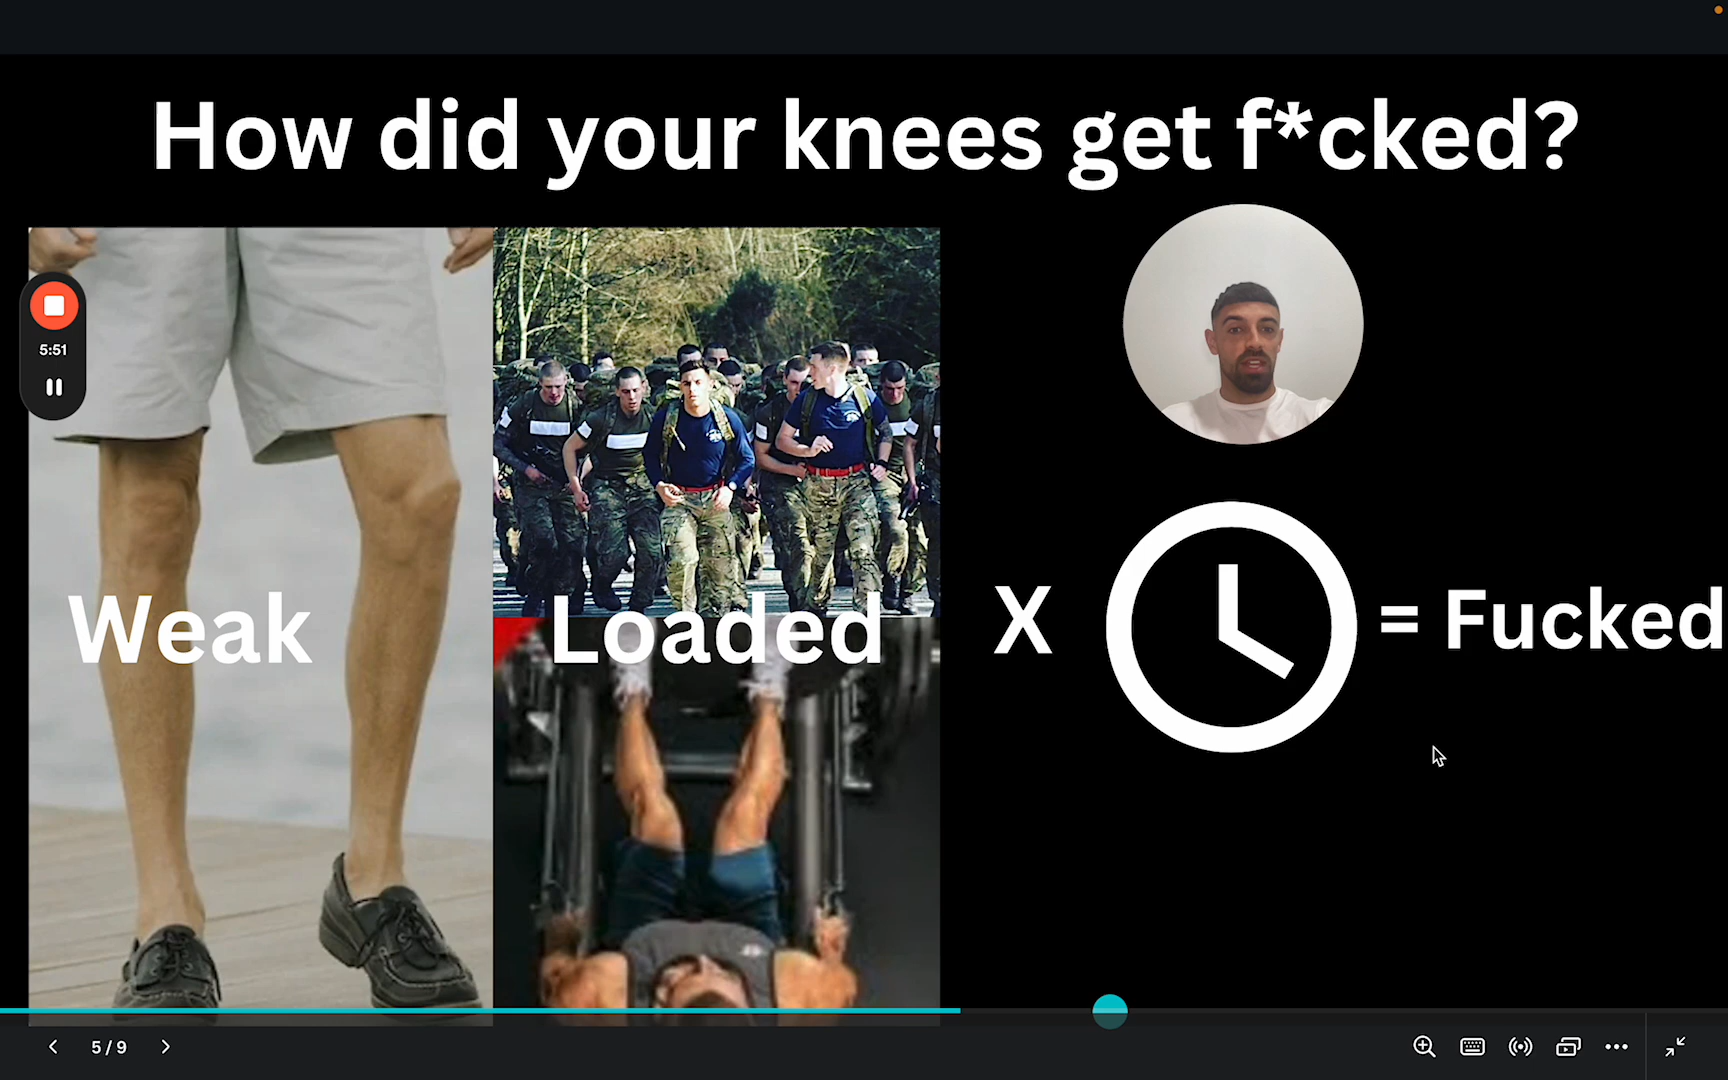 How did your knees get f*cked?
5:51
Weak
Loaded
X
= Fucked
5 / 9